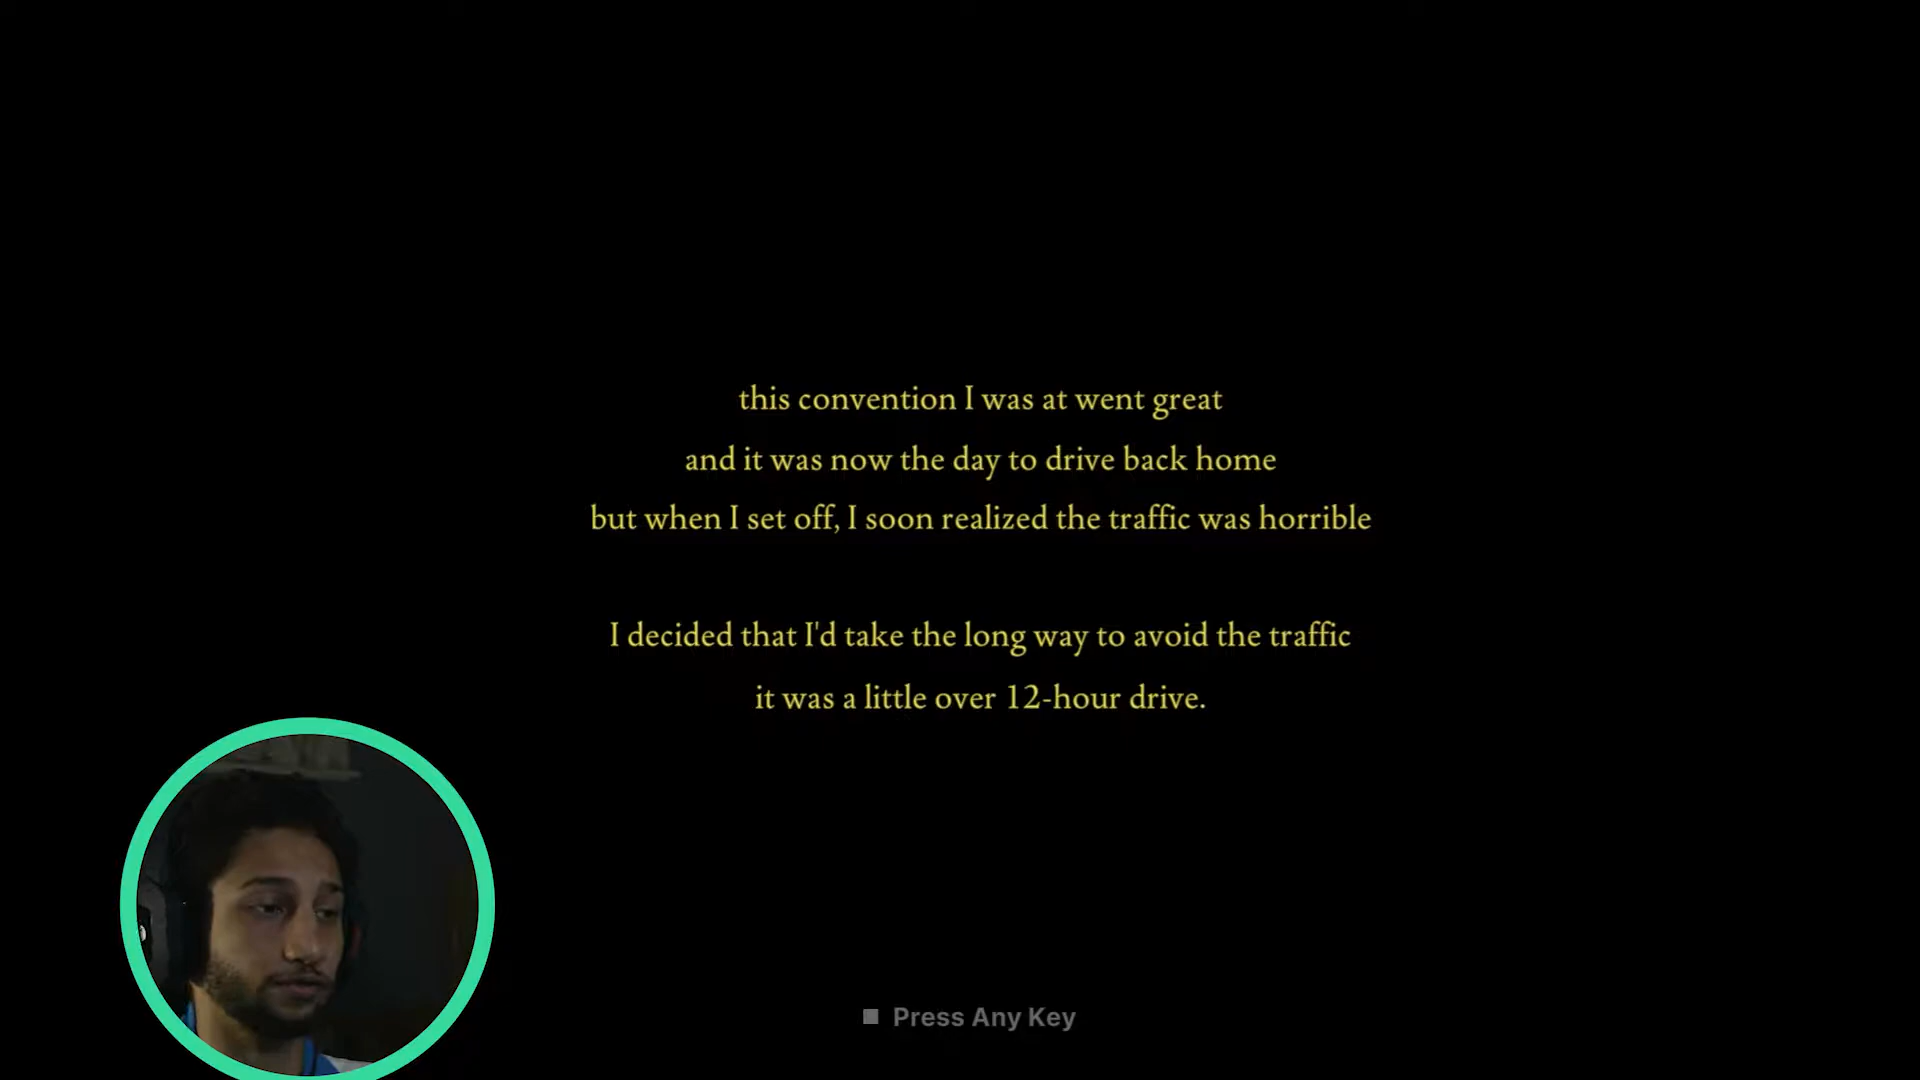 this convention I was at went great
and it was now the day to drive back home
but when I set off, I soon realized the traffic was horrible
I decided that I'd take the long way to avoid the traffic
it was a little over 12-hour drive.
Press Any Key